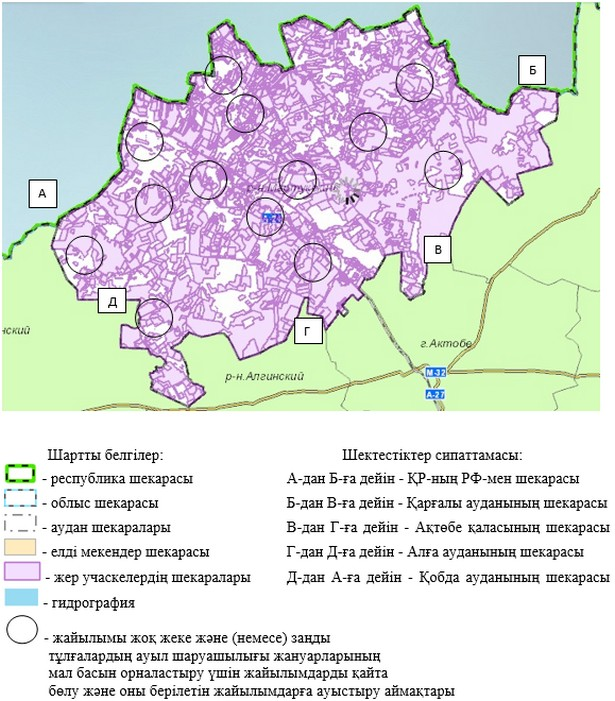 Б
А
р-н.Мартукский
А-24
В
Д
Г
нский
г.Актобе
р-н.Алгинский
М-32
А-27
Шартты белгілер:
- республика шекарасы
- облыс шекарасы
- аудан шекаралары
- елді мекендер шекарасы
- жер учаскелердің шекаралары
- гидрография
- жайылымы жоқ жеке және (немесе) заңды
тұлғалардың ауыл шаруашылығы жануарларының
мал басын орналастыру үшін жайылымдарды қайта
бөлу және оны берілетін жайылымдарға ауыстыру аймақтары
Шектестіктер сипаттамасы:
А-дан Б-ға дейін - ҚР-ның РФ-мен шекарасы
Б-дан В-ға дейін - Қарғалы ауданының шекарасы
В-дан Г-ға дейін - Ақтөбе қаласының шекарасы
Г-дан Д-ға дейін - Алға ауданының шекарасы
Д-дан А-ға дейін - Қобда ауданының шекарасы